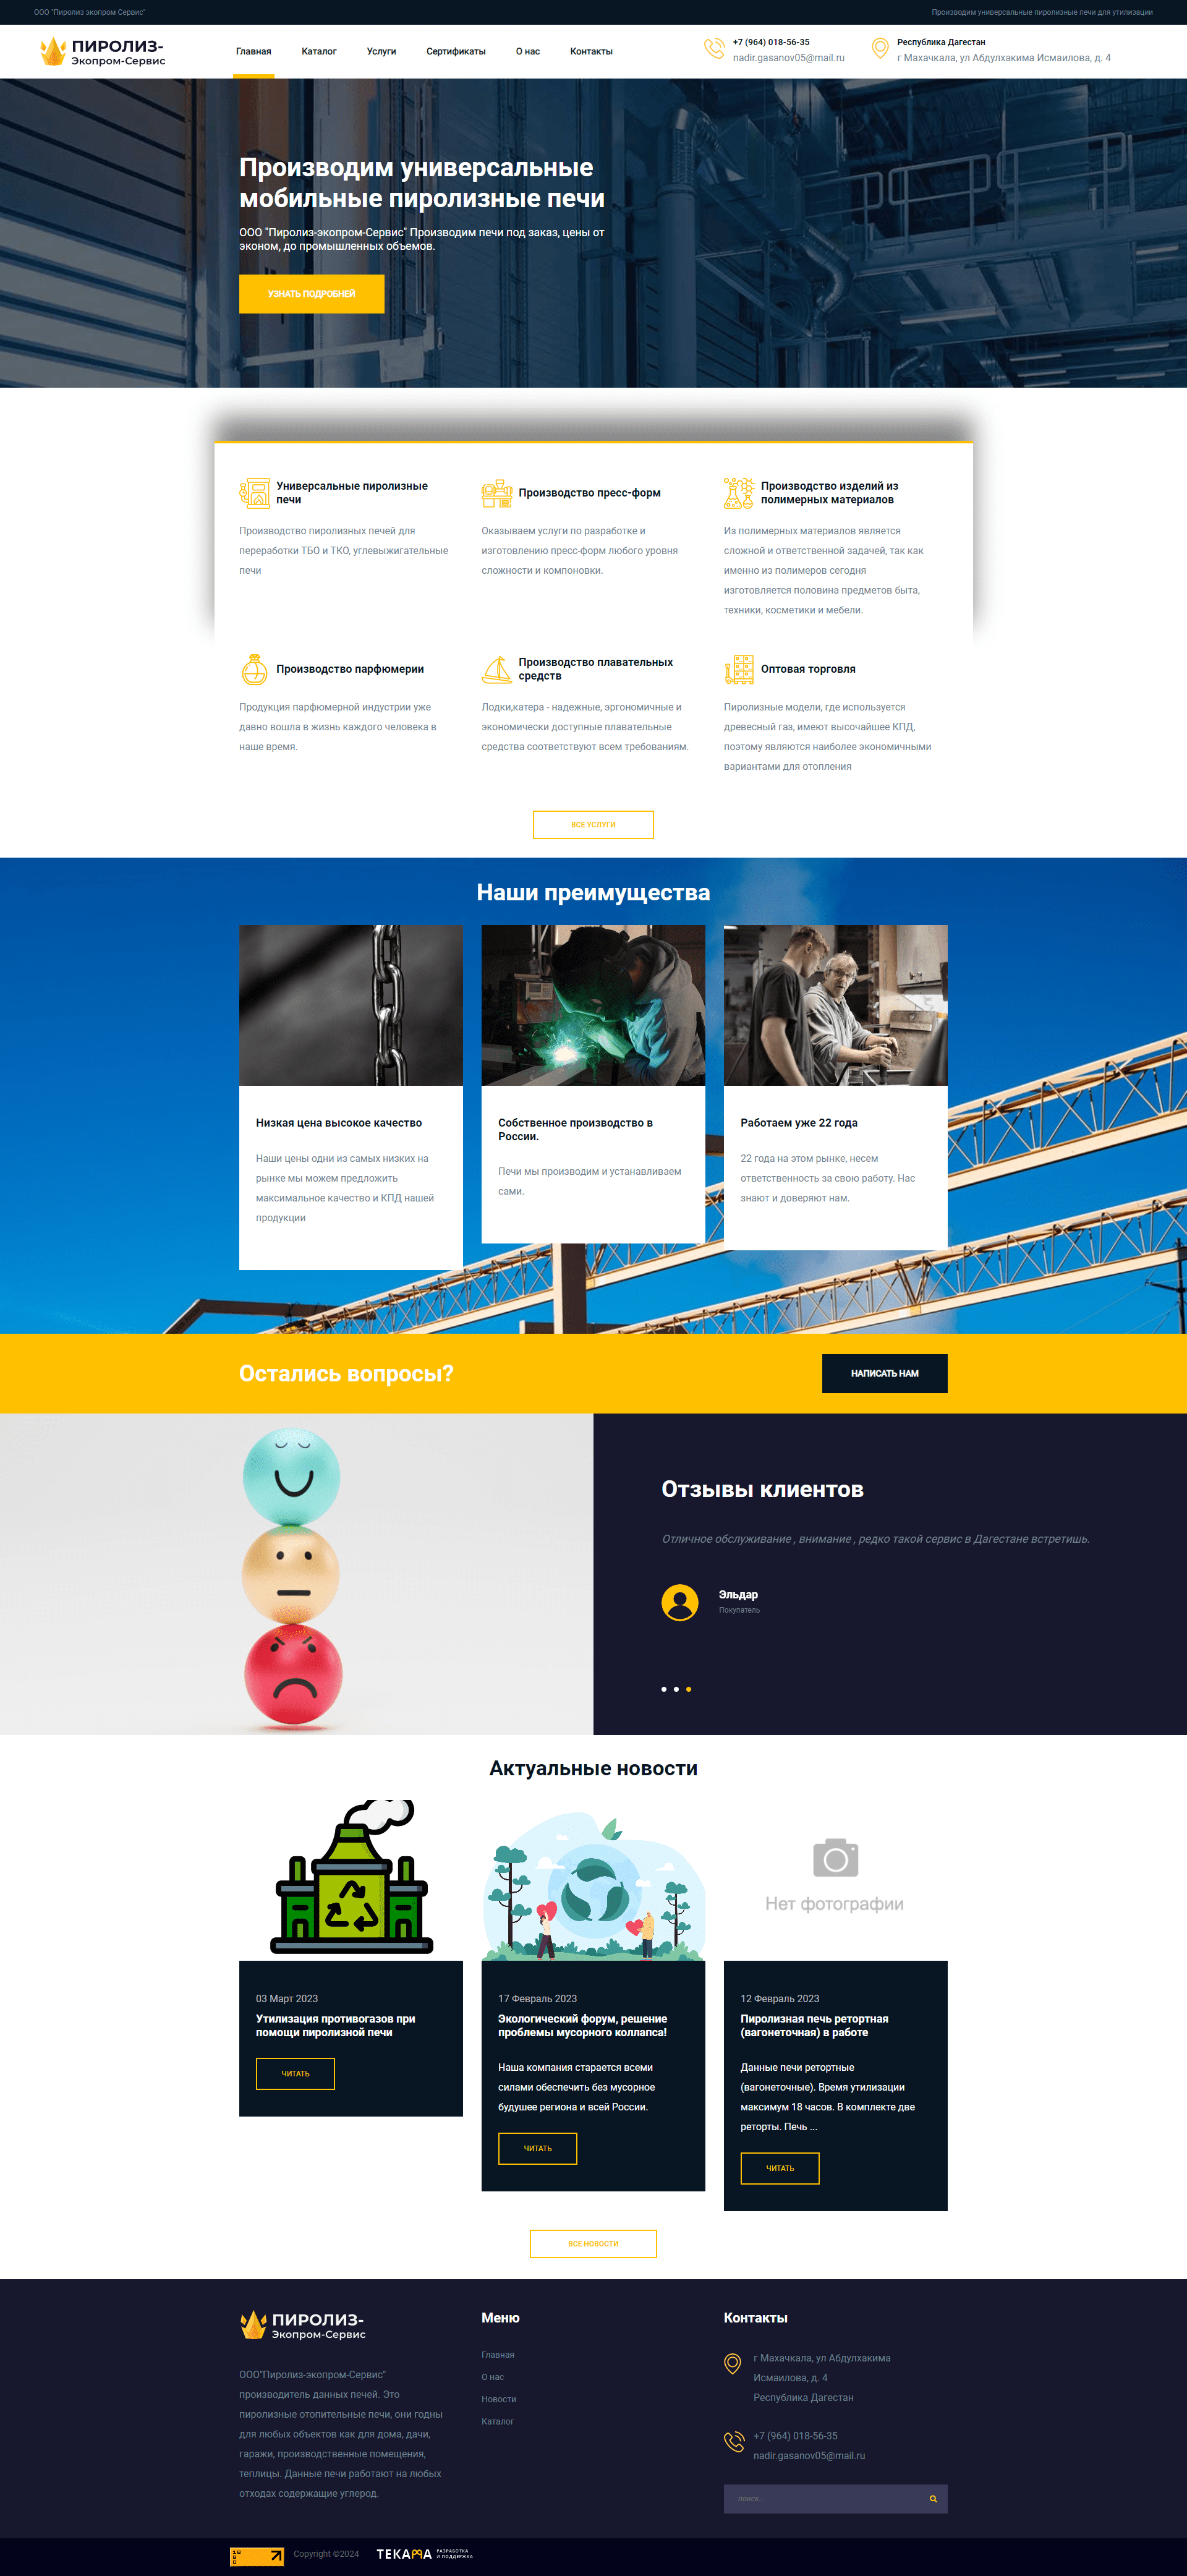 ООО "Пиролиз экопром Сервис"
Производим универсальные пиролизные печи для утилизации
ПИРОЛИЗ-
Экопром-Сервис
Главная
Каталог
Услуги
Сертификаты
О нас
Контакты
+7 (964) 018-56-35
nadir.gasanov05@mail.ru
Республика Дагестан
г Махачкала, ул Абдулхакима Исмаилова, д. 4
Производим универсальные
мобильные пиролизные печи
ООО "Пиролиз-экопром-Сервис" Производим печи под заказ, цены от
эконом, до промышленных объемов.
УЗНАТЬ ПОДРОБНЕЙ
Универсальные пиролизные
печи
Производство пиролизных печей для
переработки ТБО и ТКО, углевыжигательные
печи
Производство пресс-форм
Оказываем услуги по разработке и
изготовлению пресс-форм любого уровня
сложности и компоновки.
Производство изделий из
полимерных материалов
Из полимерных материалов является
сложной и ответственной задачей, так как
именно из полимеров сегодня
изготовляется половина предметов быта,
техники, косметики и мебели.
Производство парфюмерии
Продукция парфюмерной индустрии уже
давно вошла в жизнь каждого человека в
наше время.
Производство плавательных
средств
Лодки,катера - надежные, эргономичные и
экономически доступные плавательные
средства соответствуют всем требованиям.
Оптовая торговля
Пиролизные модели, где используется
древесный газ, имеют высочайшее КПД,
поэтому являются наиболее экономичными
вариантами для отопления
ВСЕ УСЛУГИ
Наши преимущества
Низкая цена высокое качество
Наши цены одни из самых низких на
рынке мы можем предложить
максимальное качество и КПД нашей
продукции
Собственное производство в
России.
Печи мы производим и устанавливаем
сами.
Работаем уже 22 года
22 года на этом рынке, несем
ответственность за свою работу. Нас
знают и доверяют нам.
Остались вопросы?
НАПИСАТЬ НАМ
Отзывы клиентов
Отличное обслуживание , внимание , редко такой сервис в Дагестане встретишь.
Эльдар
Покупатель
Актуальные новости
Нет фотографии
03 Март 2023
Утилизация противогазов при
помощи пиролизной печи
ЧИТАТЬ
17 Февраль 2023
Экологический форум, решение
проблемы мусорного коллапса!
Наша компания старается всеми
силами обеспечить без мусорное
будущее региона и всей России.
ЧИТАТЬ
12 Февраль 2023
Пиролизная печь ретортная
(вагонеточная) в работе
Данные печи ретортные
(вагонеточные). Время утилизации
максимум 18 часов. В комплекте две
реторты. Печь ...
ЧИТАТЬ
ВСЕ НОВОСТИ
ПИРОЛИЗ-
Экопром-Сервис
ООО"Пиролиз-экопром-Сервис"
производитель данных печей. Это
пиролизные отопительные печи, они годны
для любых объектов как для дома, дачи,
гаражи, производственные помещения,
теплицы. Данные печи работают на любых
отходах содержащие углерод.
Меню
Главная
О нас
Новости
Каталог
Контакты
г Махачкала, ул Абдулхакима
Исмаилова, д. 4
Республика Дагестан
+7 (964) 018-56-35
nadir.gasanov05@mail.ru
поиск...
Copyright ©2024
ТЕКАМА
РАЗРАБОТКА
И ПОДДЕРЖКА